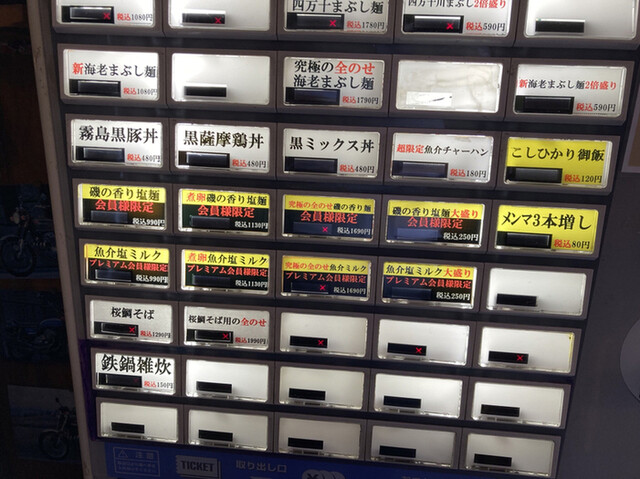 税込1080円
四万十まぶし麺
税込1780円
四万十川まぶし2倍盛り
税込590円
新海老まぶし麺
税込1080円
究極の全のせ
海老まぶし麺
税込1790円
新海老まぶし麺2倍盛り
税込590円
霧島黒豚丼
税込480円
黒薩摩鶏丼
税込480円
黒ミックス丼
税込480円
超限定魚介チャーハン
税込180円
こしひかり御飯
税込120円
磯の香り塩麺
会員様限定
税込990円
煮卵磯の香り塩麺
会員様限定
税込1130円
究極の全のせ磯の香り麺
会員様限定
税込1690円
磯の香り塩麺大盛り
会員様限定
税込250円
メンマ3本増し
税込80円
魚介塩ミルク
プレミアム会員様限定
税込990円
煮卵魚介塩ミルク
プレミアム会員様限定
税込1130円
究極の全のせ魚介ミルク
プレミアム会員様限定
税込1690円
魚介塩ミルク大盛り
プレミアム会員様限定
税込250円
桜鯛そば
税込1290円
桜鯛そば用の全のせ
税込1990円
鉄鍋雑炊
税込150円
注意
TICKET
取り出し口